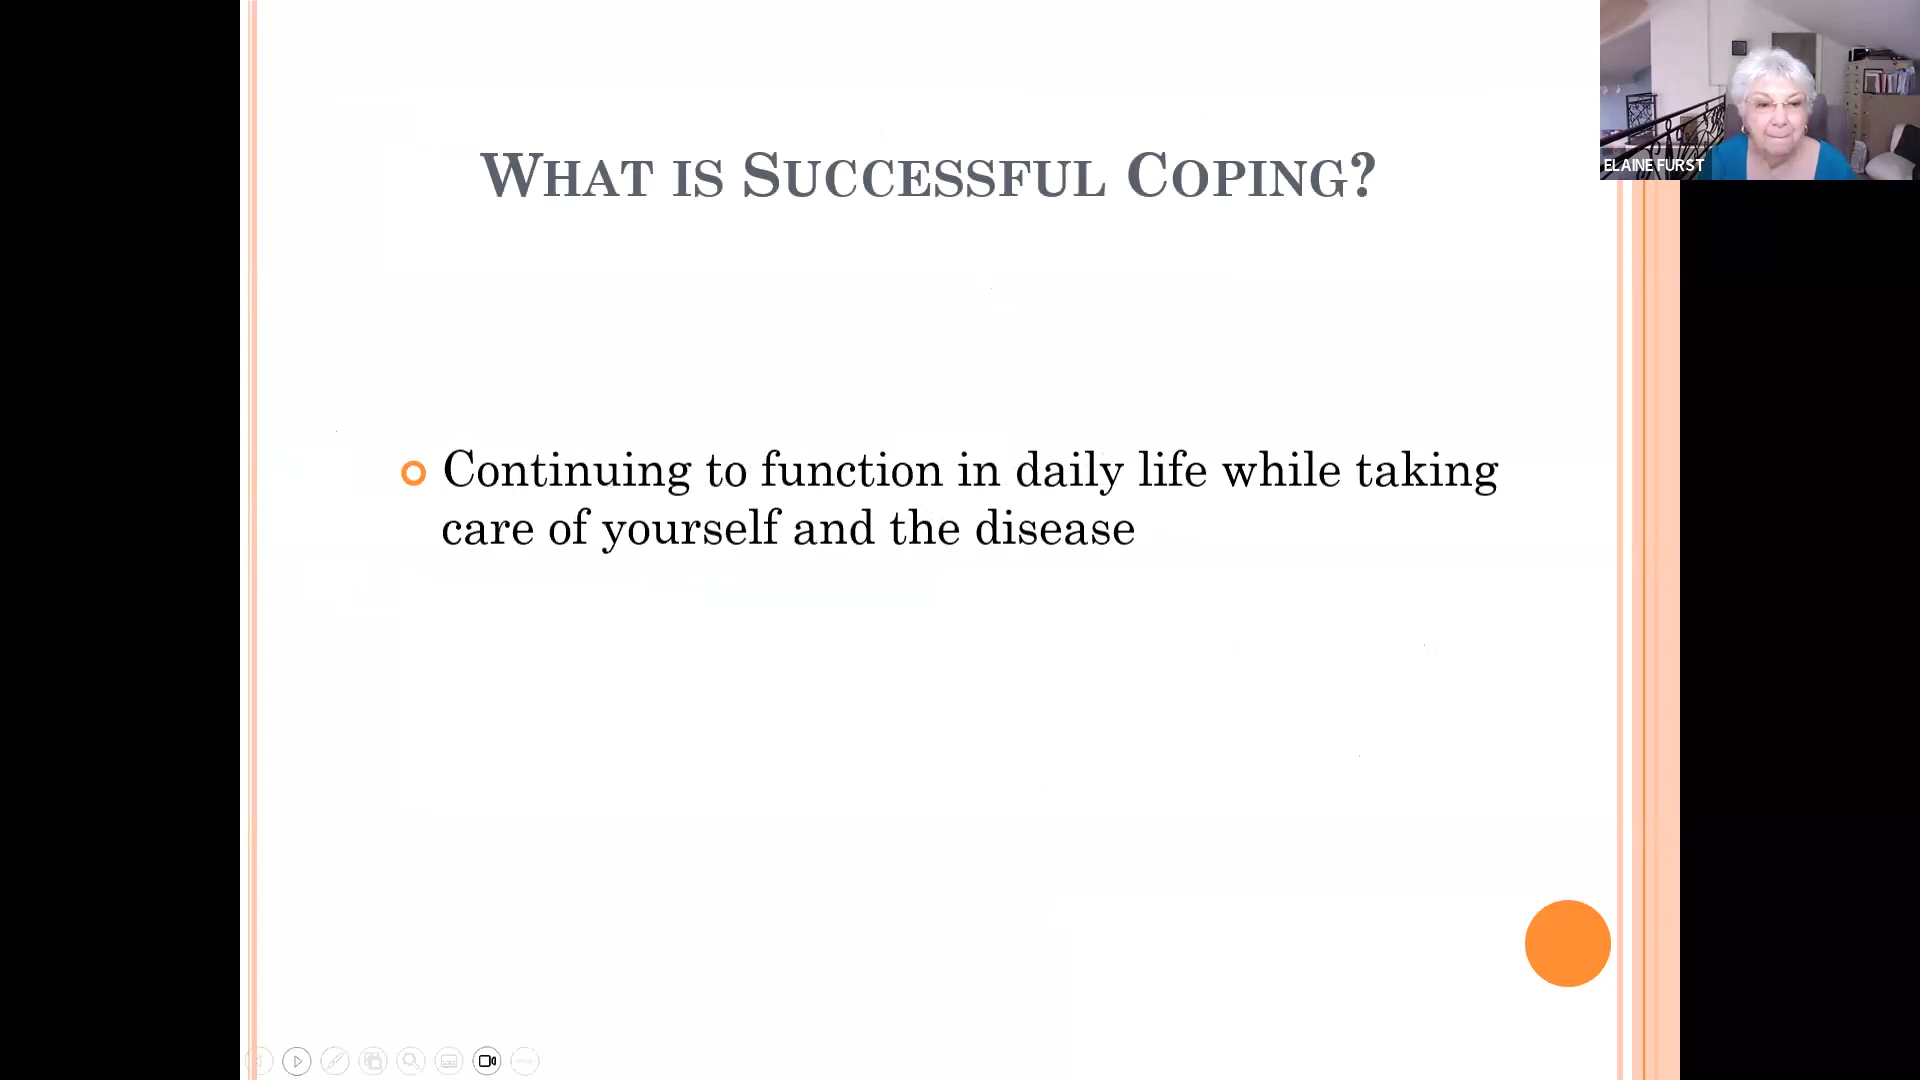 What is Successful Coping?
ELAINE FURST
Continuing to function in daily life while taking
care of yourself and the disease